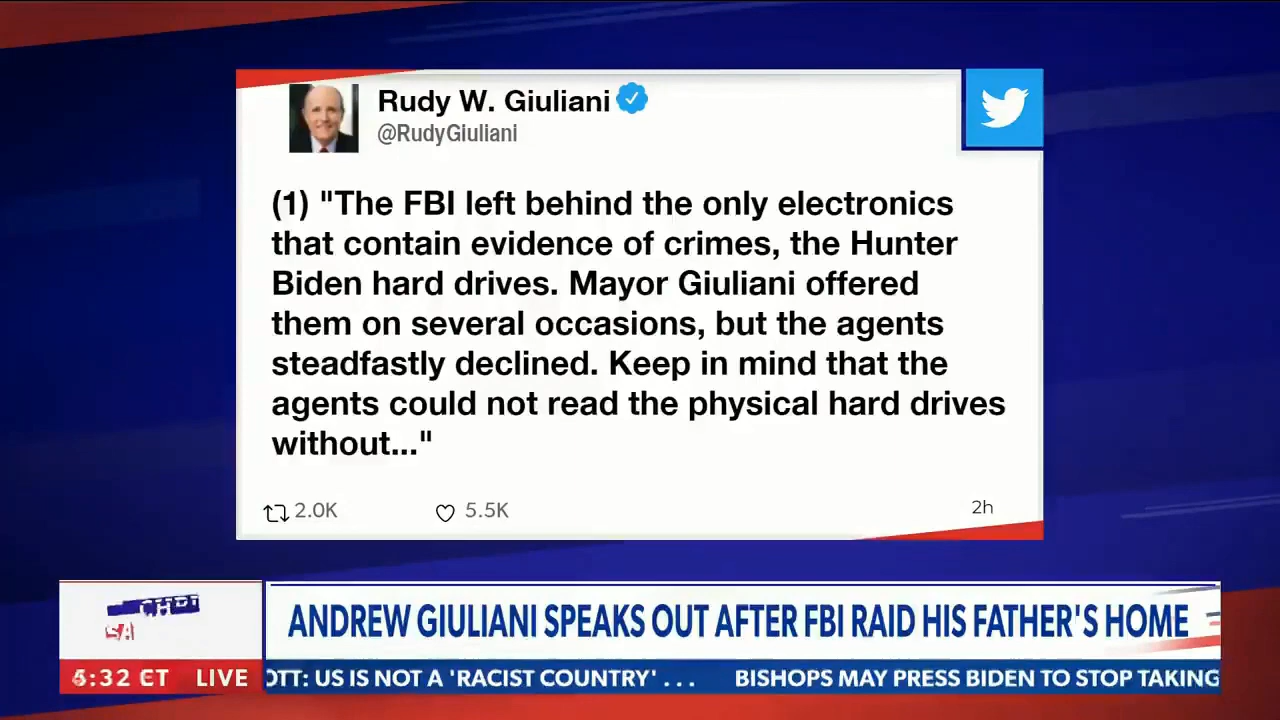 Rudy W. Giuliani
@RudyGiuliani
(1) "The FBI left behind the only electronics
that contain evidence of crimes, the Hunter
Biden hard drives. Mayor Giuliani offered
them on several occasions, but the agents
steadfastly declined. Keep in mind that the
agents could not read the physical hard drives
without..."
2.0K 5.5K 2h
ANDREW GIULIANI SPEAKS OUT AFTER FBI RAID HIS FATHER'S HOME
5:32 ET LIVE
OTT: US IS NOT A 'RACIST COUNTRY' . . . BISHOPS MAY PRESS BIDEN TO STOP TAKING